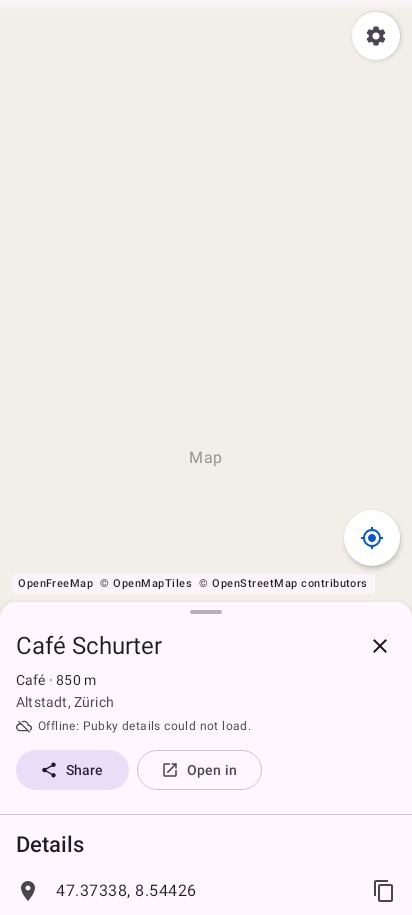 Map
OpenFreeMap © OpenMapTiles © OpenStreetMap contributors
Café Schurter
Café · 850 m
Altstadt, Zürich
Offline: Pubky details could not load.
Share
Open in
Details
47.37338, 8.54426